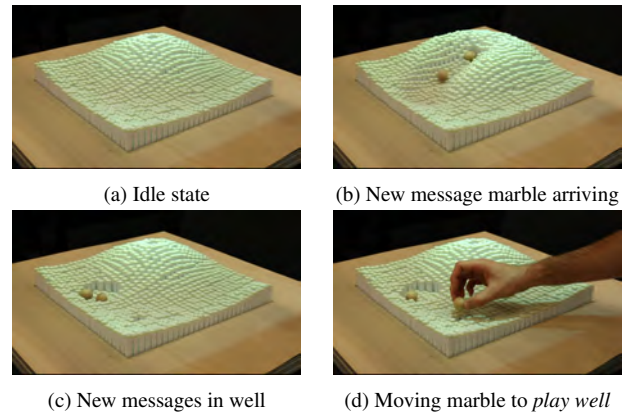 (a) Idle state
(b) New message marble arriving
(c) New messages in well
(d) Moving marble to play well